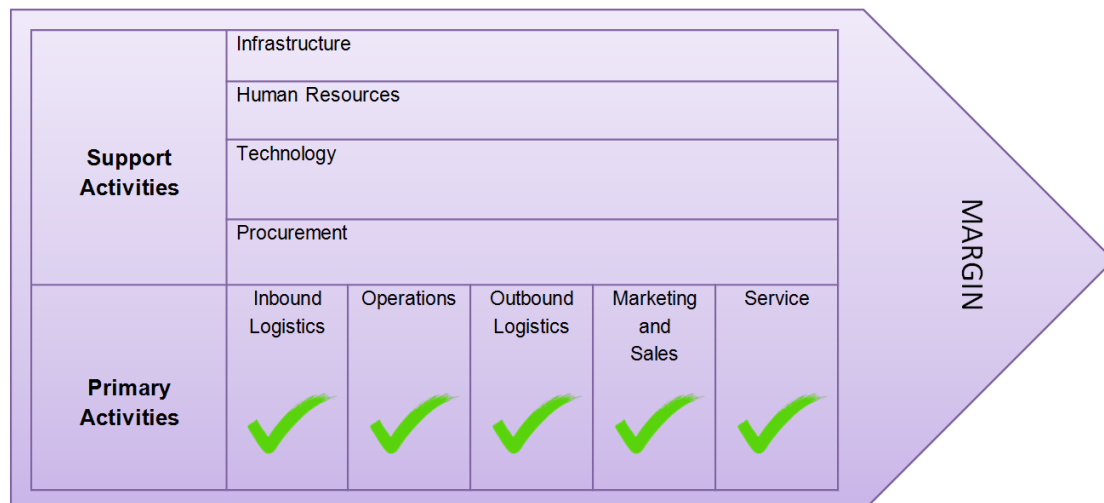 Infrastructure
Human Resources
Support
Activities
Technology
Procurement
Inbound
Logistics
Operations
Outbound
Logistics
Marketing
and
Sales
Service
Primary
Activities
MARGIN